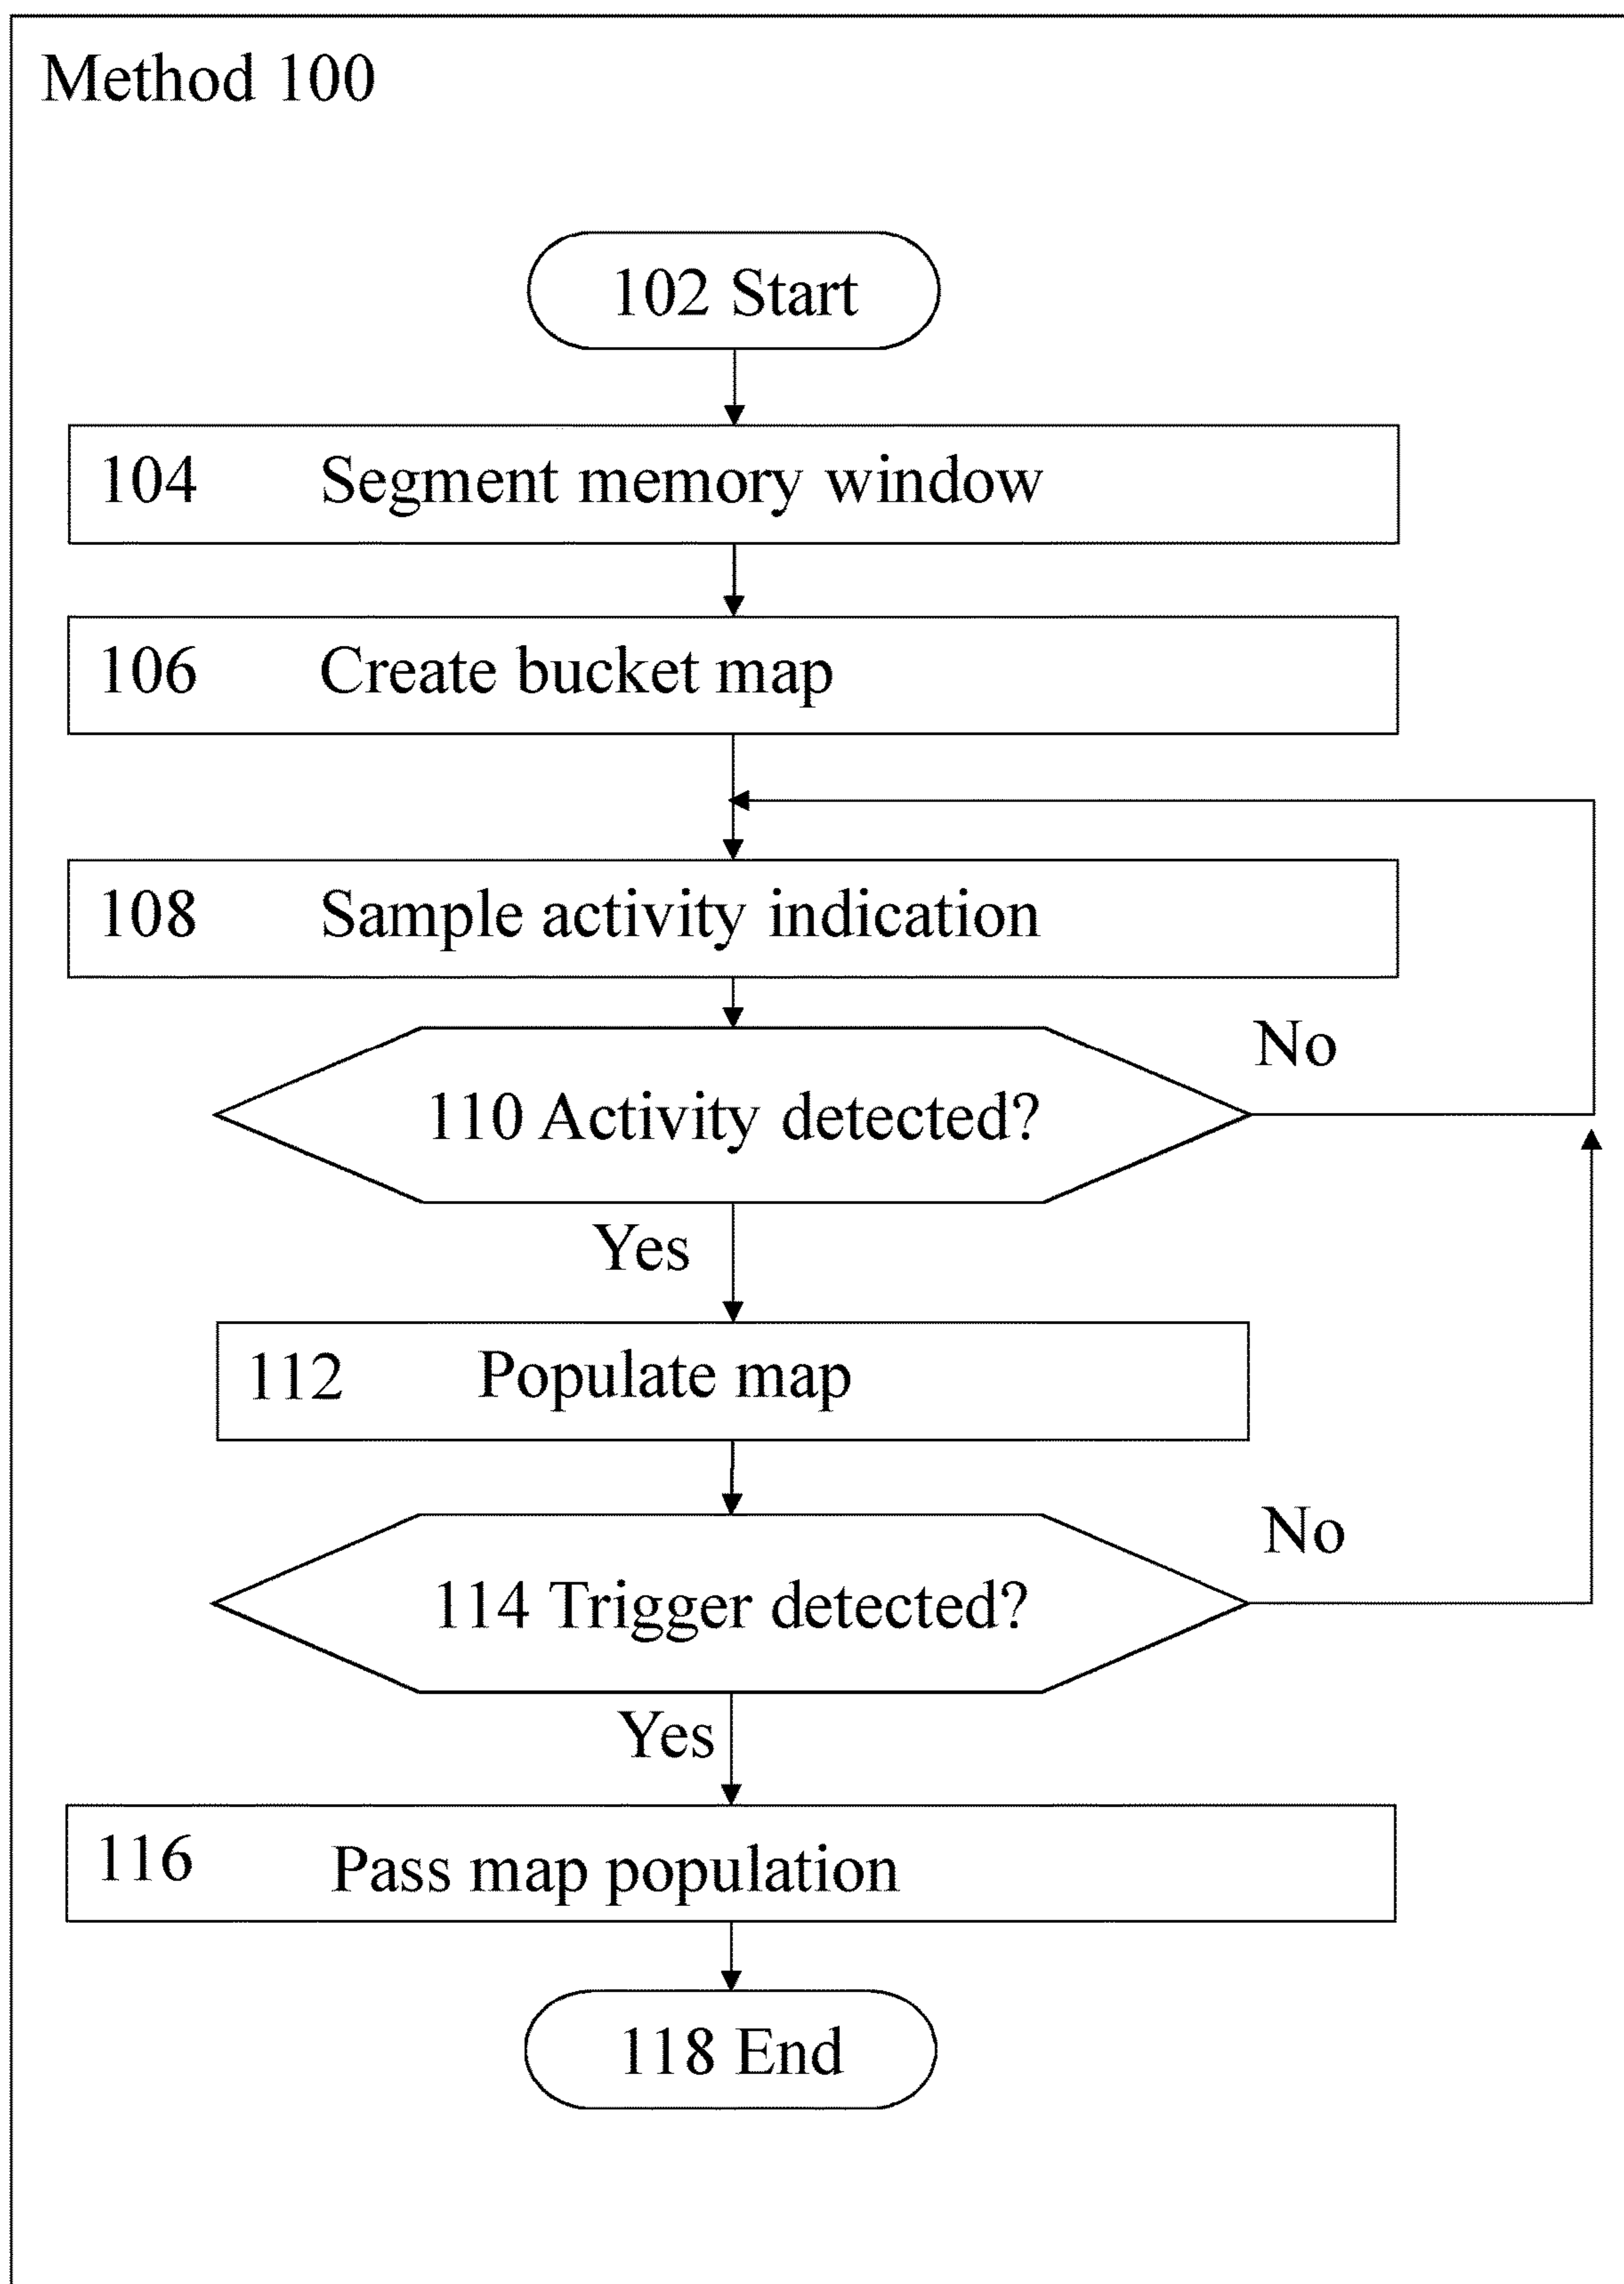 Method 100
102 Start
104 Segment memory window
106 Create bucket map
108 Sample activity indication
110 Activity detected?
No
Yes
112 Populate map
114 Trigger detected?
No
Yes
116 Pass map population
118 End